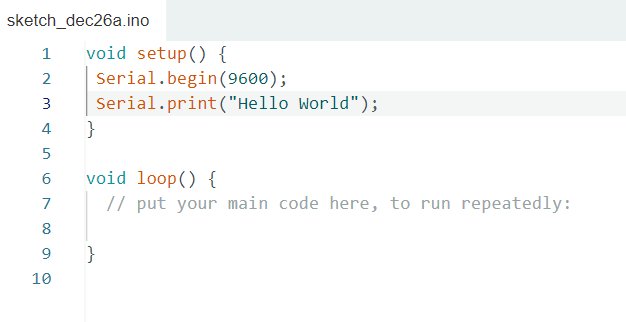 sketch_dec26a.ino
1 void setup() {
2 Serial.begin(9600);
3 Serial.print("Hello World");
4 }
5
6 void loop() {
7 // put your main code here, to run repeatedly:
8
9 }
10